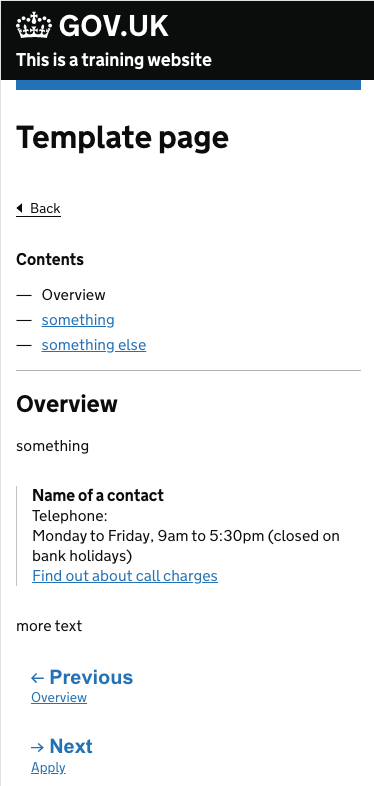 GOV.UK
This is a training website
Template page
Back
Contents
— Overview
— something
— something else
Overview
something
Name of a contact
Telephone:
Monday to Friday, 9am to 5:30pm (closed on
bank holidays)
Find out about call charges
more text
← Previous
Overview
→ Next
Apply